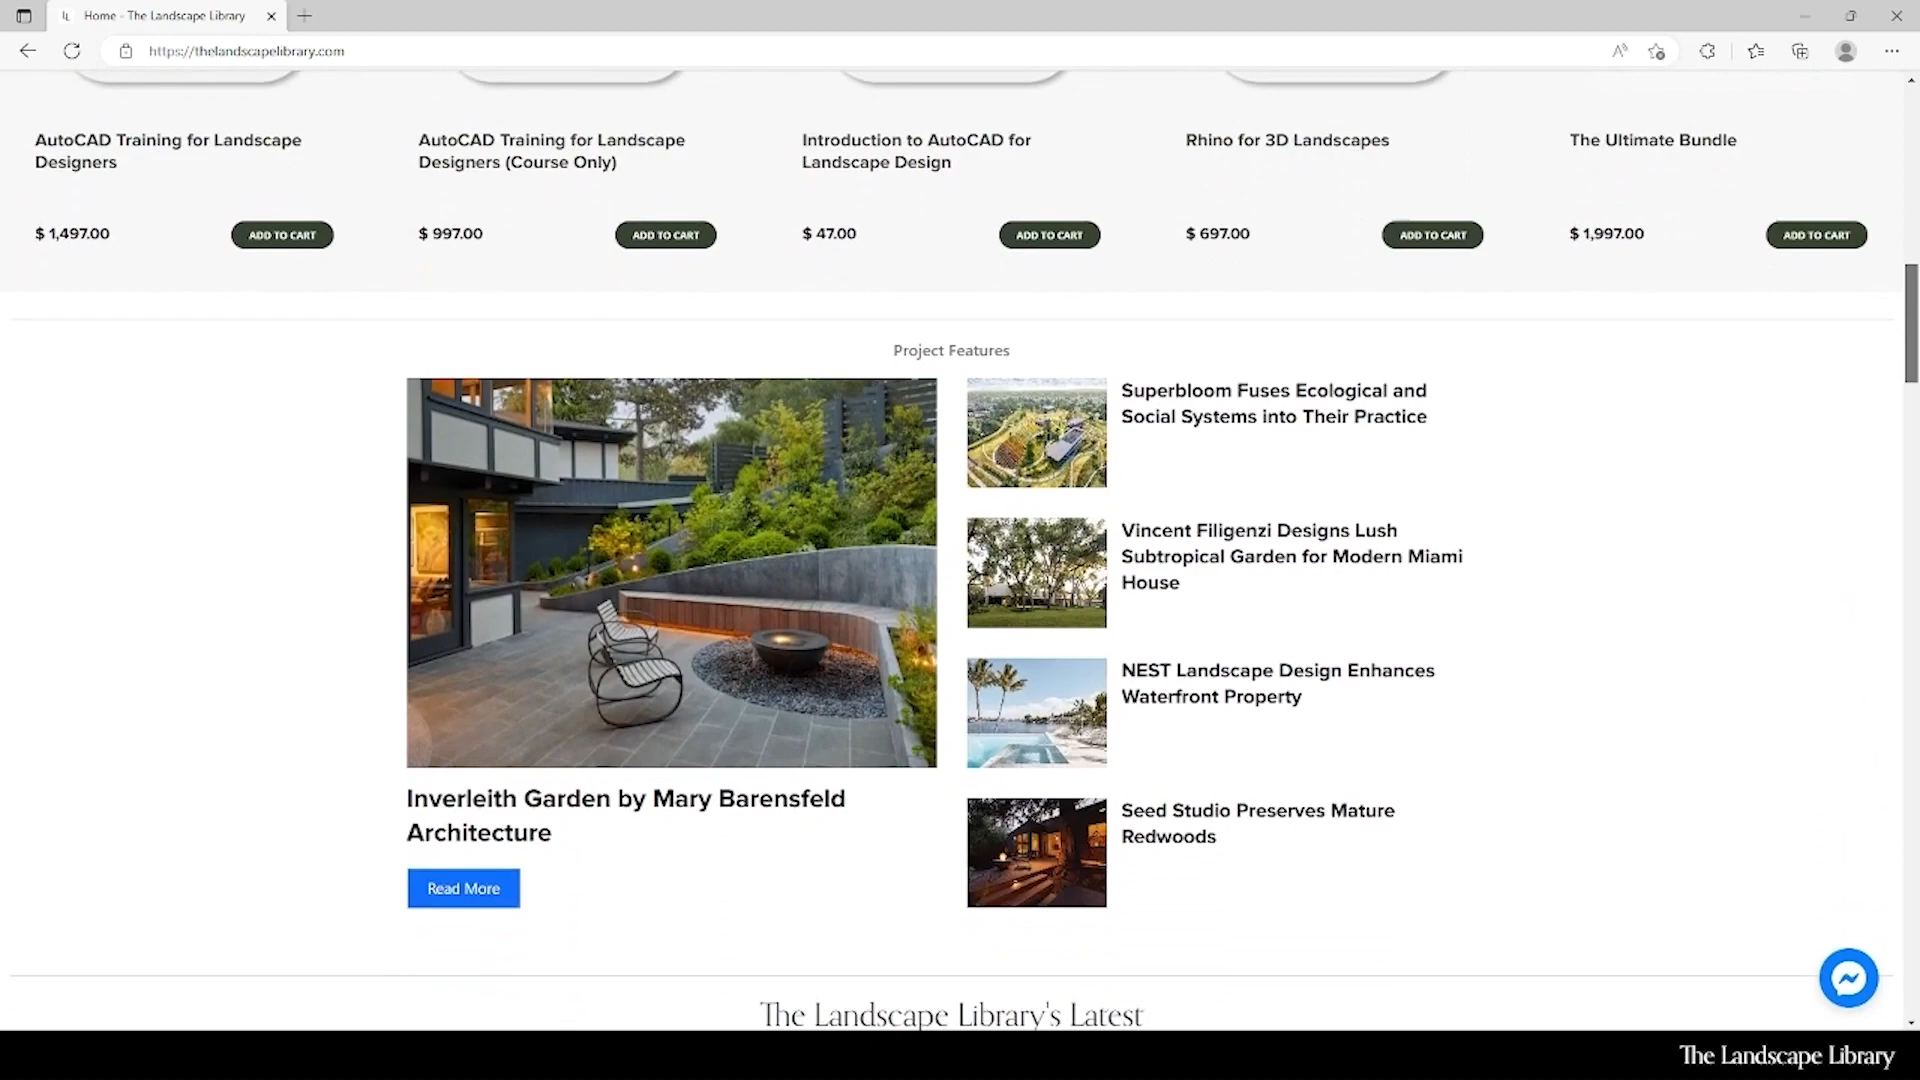 Home - The Landscape Library
https://thelandscapelibrary.com
AutoCAD Training for Landscape
Designers
$ 1,497.00
ADD TO CART
AutoCAD Training for Landscape
Designers (Course Only)
$ 997.00
ADD TO CART
Introduction to AutoCAD for
Landscape Design
$ 47.00
ADD TO CART
Rhino for 3D Landscapes
$ 697.00
ADD TO CART
The Ultimate Bundle
$ 1,997.00
ADD TO CART
Project Features
Inverleith Garden by Mary Barensfeld
Architecture
Read More
Superbloom Fuses Ecological and
Social Systems into Their Practice
Vincent Filigenzi Designs Lush
Subtropical Garden for Modern Miami
House
NEST Landscape Design Enhances
Waterfront Property
Seed Studio Preserves Mature
Redwoods
The Landscape Library's Latest
The Landscape Library